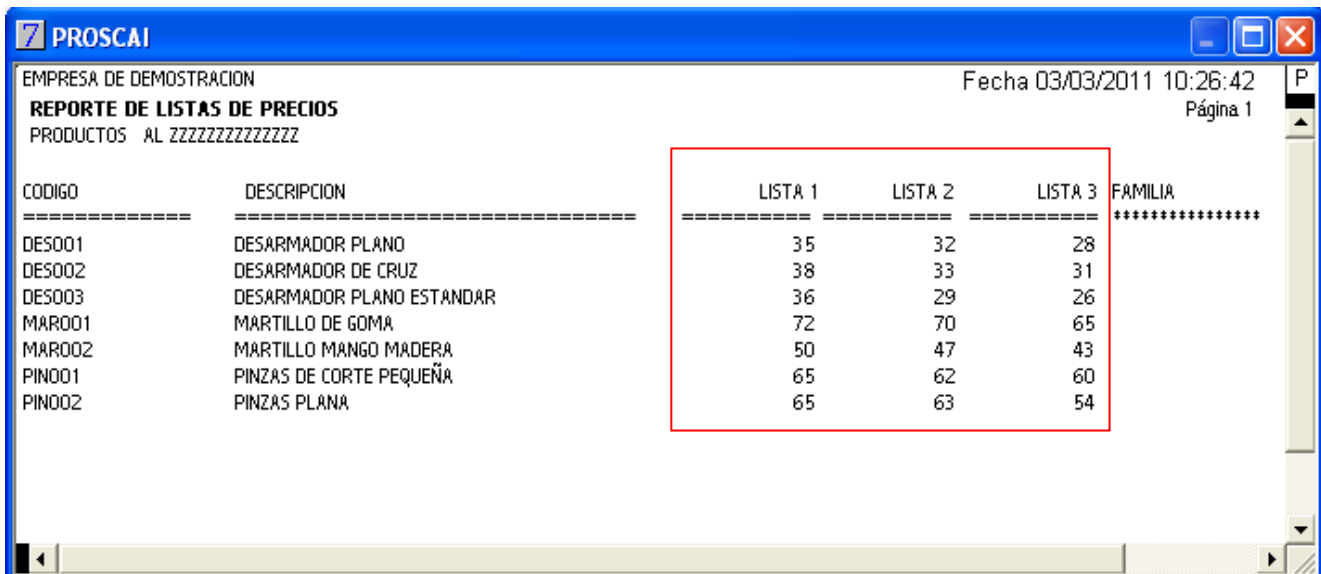 PROSCAI
EMPRESA DE DEMOSTRACION Fecha 03/03/2011 10:26:42 P
REPORTE DE LISTAS DE PRECIOS Página 1
PRODUCTOS AL ZZZZZZZZZZZZZZ
CODIGO DESCRIPCION LISTA 1 LISTA 2 LISTA 3 FAMILIA
============= =============================== ========== ========== ========== ****************
DES001 DESARMADOR PLANO 35 32 28
DES002 DESARMADOR DE CRUZ 38 33 31
DES003 DESARMADOR PLANO ESTANDAR 36 29 26
MAR001 MARTILLO DE GOMA 72 70 65
MAR002 MARTILLO MANGO MADERA 50 47 43
PIN001 PINZAS DE CORTE PEQUEÑA 65 62 60
PIN002 PINZAS PLANA 65 63 54